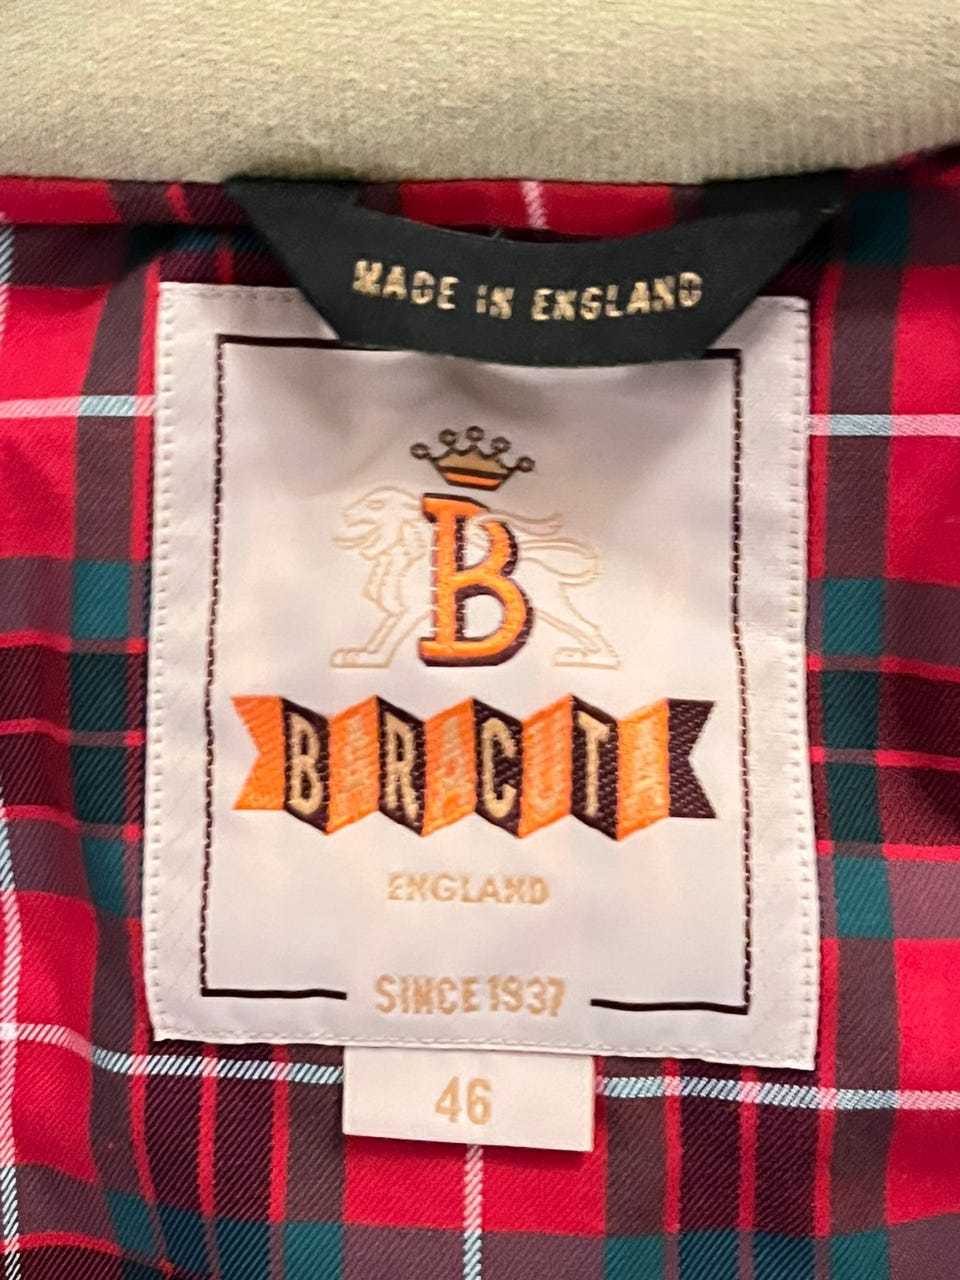 MADE IN ENGLAND
B
BARACUTA
ENGLAND
SINCE 1937
46